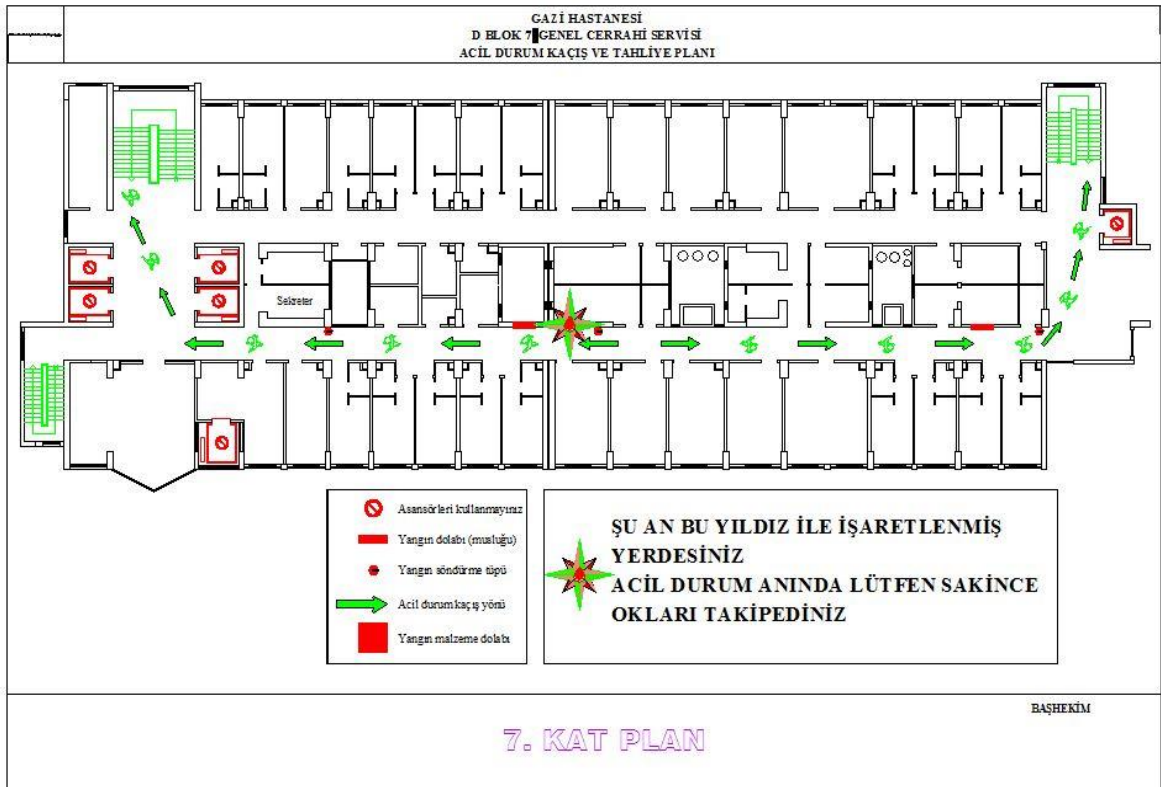 GAZİ HASTANESİ
D BLOK 7 GENEL CERRAHİ SERVİSİ
ACİL DURUM KAÇIŞ VE TAHLİYE PLANI
Sekreter
Asansörleri kullanmayınız
Yangın dolabı (musluğu)
Yangın söndürme tüpü
Acil durum kaçış yönü
Yangın malzeme dolabı
ŞU AN BU YILDIZ İLE İŞARETLENMİŞ
YERDESİNİZ
ACİL DURUM ANINDA LÜTFEN SAKİNCE
OKLARI TAKİPEDİNİZ
BAŞHEKİM
7. KAT PLAN